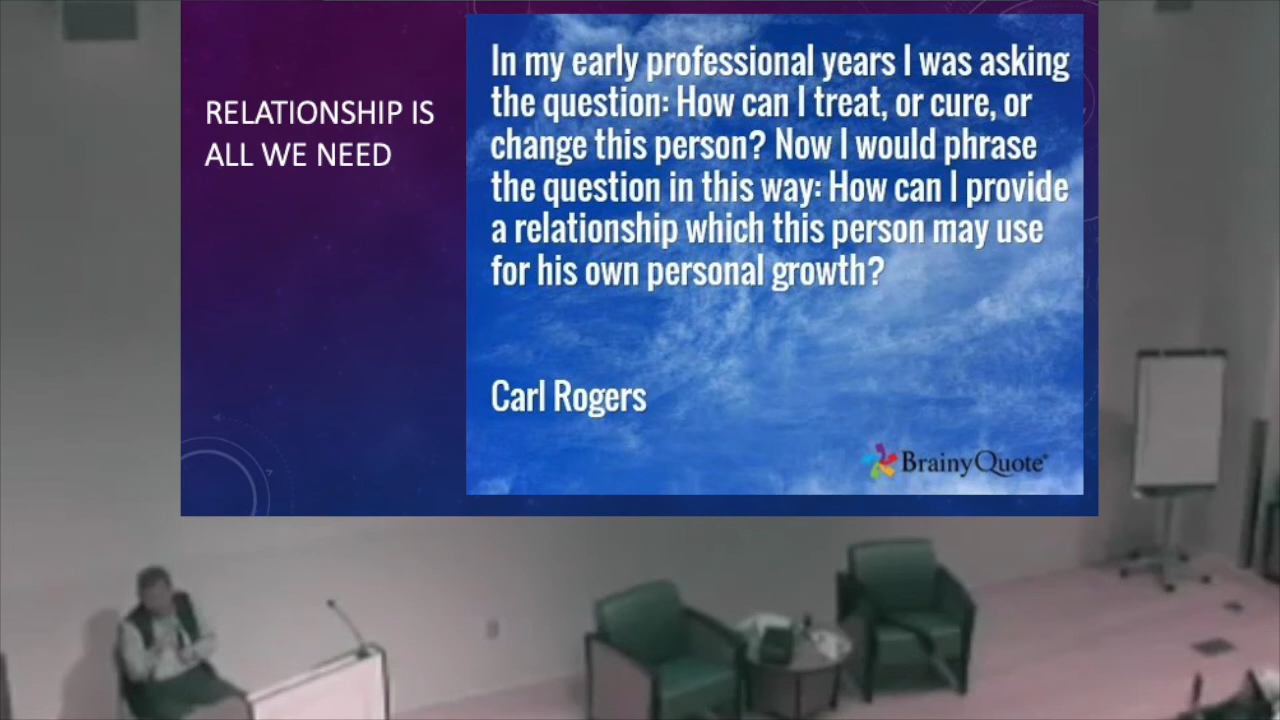 RELATIONSHIP IS
ALL WE NEED
In my early professional years I was asking
the question: How can I treat, or cure, or
change this person? Now I would phrase
the question in this way: How can I provide
a relationship which this person may use
for his own personal growth?
Carl Rogers
BrainyQuote®